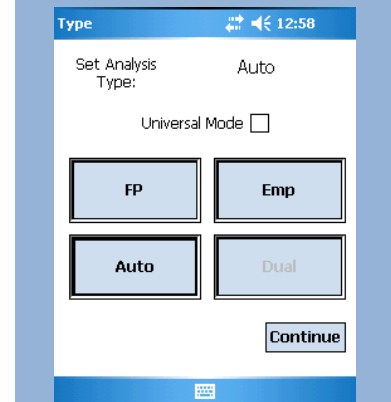 Type 12:58
Set Analysis Auto
Type:
Universal Mode
FP Emp
Auto Dual
Continue